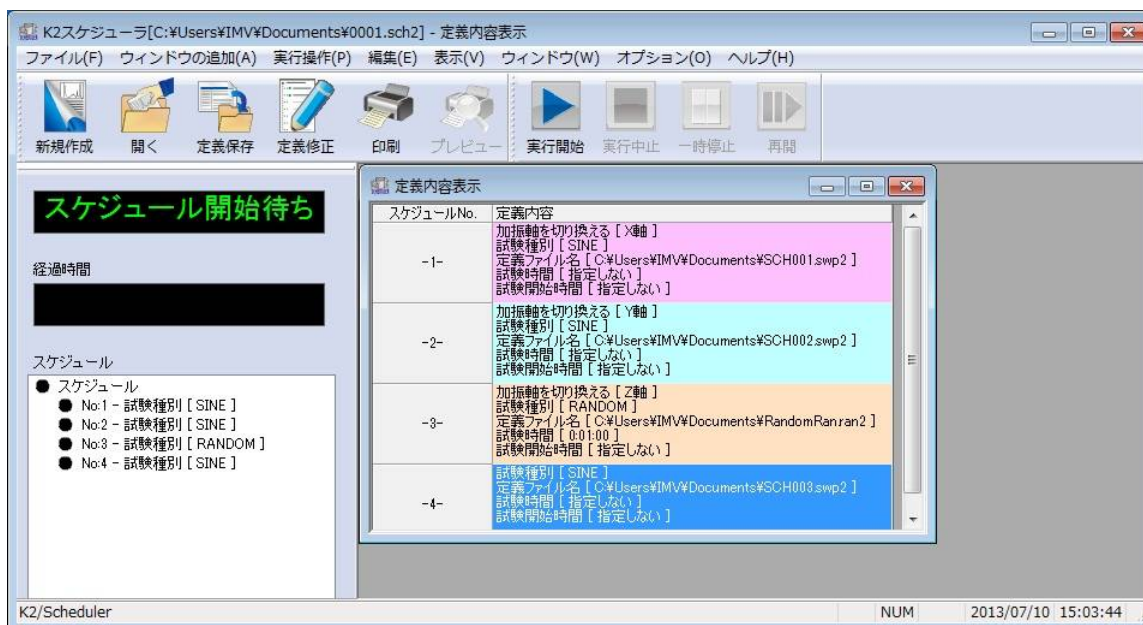 K2スケジューラ[C:¥Users¥IMV¥Documents¥0001.sch2] - 定義内容表示
ファイル(F) ウィンドウの追加(A) 実行操作(P) 編集(E) 表示(V) ウィンドウ(W) オプション(O) ヘルプ(H)
新規作成 開く 定義保存 定義修正 印刷 プレビュー 実行開始 実行中止 一時停止 再開
スケジュール開始待ち
経過時間
スケジュール
スケジュール
No:1 - 試験種別 [ SINE ]
No:2 - 試験種別 [ SINE ]
No:3 - 試験種別 [ RANDOM ]
No:4 - 試験種別 [ SINE ]
定義内容表示
スケジュールNo. 定義内容
-1-
加振軸を切り換える [ X軸 ]
試験種別 [ SINE ]
定義ファイル名 [ C:¥Users¥IMV¥Documents¥SCH001.swp2 ]
試験時間 [ 指定しない ]
試験開始時間 [ 指定しない ]
-2-
加振軸を切り換える [ Y軸 ]
試験種別 [ SINE ]
定義ファイル名 [ C:¥Users¥IMV¥Documents¥SCH002.swp2 ]
試験時間 [ 指定しない ]
試験開始時間 [ 指定しない ]
-3-
加振軸を切り換える [ Z軸 ]
試験種別 [ RANDOM ]
定義ファイル名 [ C:¥Users¥IMV¥Documents¥RandomRan.ran2 ]
試験時間 [ 0:01:00 ]
試験開始時間 [ 指定しない ]
-4-
試験種別 [ SINE ]
定義ファイル名 [ C:¥Users¥IMV¥Documents¥SCH003.swp2 ]
試験時間 [ 指定しない ]
試験開始時間 [ 指定しない ]
K2/Scheduler NUM 2013/07/10 15:03:44